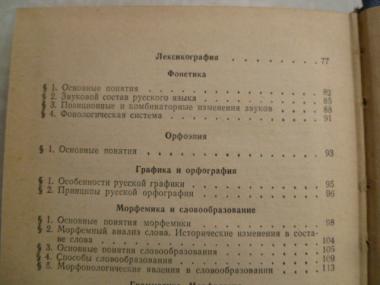 Лексикография . . . . . . . 77
Фонетика
§ 1. Основные понятия . . . . . . . . . . . . 82
§ 2. Звуковой состав русского языка . . . . . . . . 85
§ 3. Позиционные и комбинаторные изменения звуков . . . 88
§ 4. Фонологическая система . . . . . . . . . . . 91
Орфоэпия
§ 1. Основные понятия . . . . . . . . . . . . 93
Графика и орфография
§ 1. Особенности русской графики . . . . . . . . . 95
§ 2. Принципы русской орфографии . . . . . . . . 96
Морфемика и словообразование
§ 1. Основные понятия морфемики . . . . . . . . . 98
§ 2. Морфемный анализ слова. Исторические изменения в соста-
ве слова . . . . . . . . . . . . . . . 104
§ 3. Основные понятия словообразования . . . . . . . 105
§ 4. Способы словообразования . . . . . . . . . . 109
§ 5. Морфонологические явления в словообразовании . . . . 113